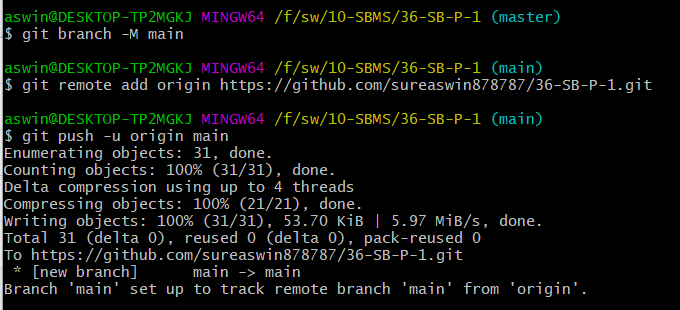 aswin@DESKTOP-TP2MGKJ MINGW64 /f/sw/10-SBMS/36-SB-P-1 (master)
$ git branch -M main
aswin@DESKTOP-TP2MGKJ MINGW64 /f/sw/10-SBMS/36-SB-P-1 (main)
$ git remote add origin https://github.com/sureaswin878787/36-SB-P-1.git
aswin@DESKTOP-TP2MGKJ MINGW64 /f/sw/10-SBMS/36-SB-P-1 (main)
$ git push -u origin main
Enumerating objects: 31, done.
Counting objects: 100% (31/31), done.
Delta compression using up to 4 threads
Compressing objects: 100% (21/21), done.
Writing objects: 100% (31/31), 53.70 KiB | 5.97 MiB/s, done.
Total 31 (delta 0), reused 0 (delta 0), pack-reused 0
To https://github.com/sureaswin878787/36-SB-P-1.git
 * [new branch]      main -> main
Branch 'main' set up to track remote branch 'main' from 'origin'.